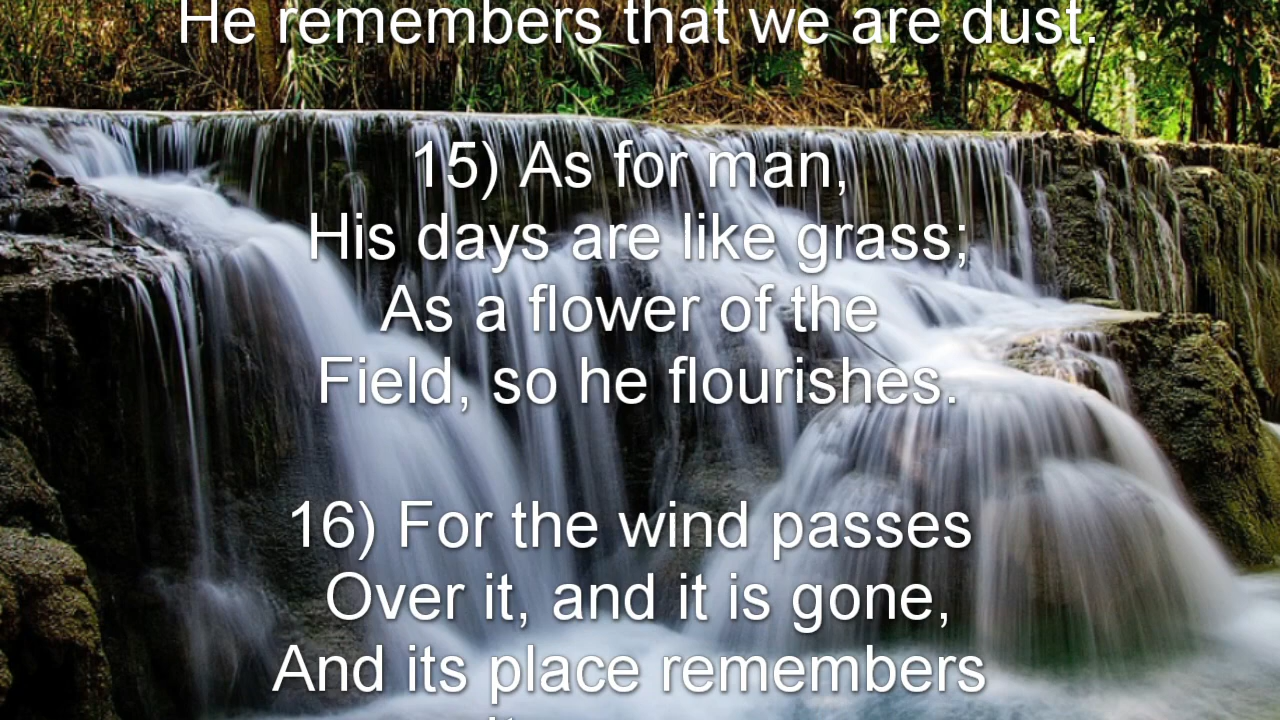 He remembers that we are dust.
15) As for man,
His days are like grass;
As a flower of the
Field, so he flourishes.
16) For the wind passes
Over it, and it is gone,
And its place remembers